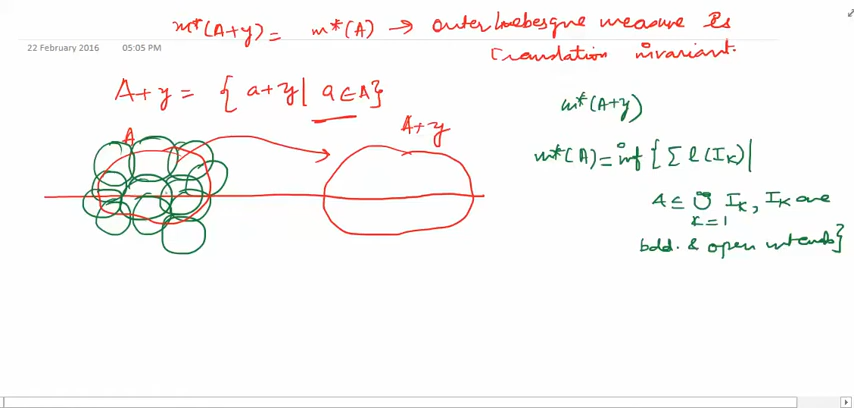 m*(A+y) = m*(A) → outer Lebesgue measure is
translation invariant.
22 February 2016 05:05 PM
A+y = { a+y | a ∈ A}
m*(A+y)
A
A+y
m*(A) = inf { Σ l(I_K) |
A ⊆ ∪_{K=1}^{∞} I_K, I_K are
bdd. & open intervals}